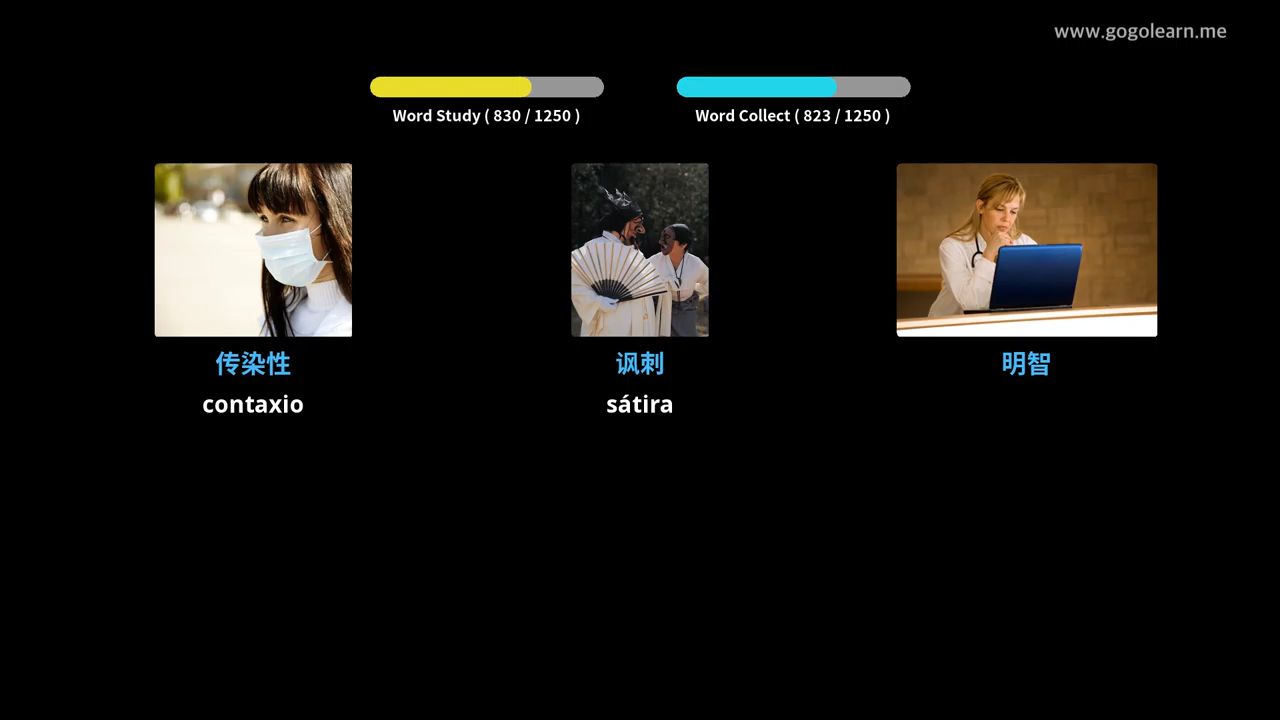 www.gogolearn.me
Word Study ( 830 / 1250 )
Word Collect ( 823 / 1250 )
传染性
讽刺
明智
contaxio
sátira